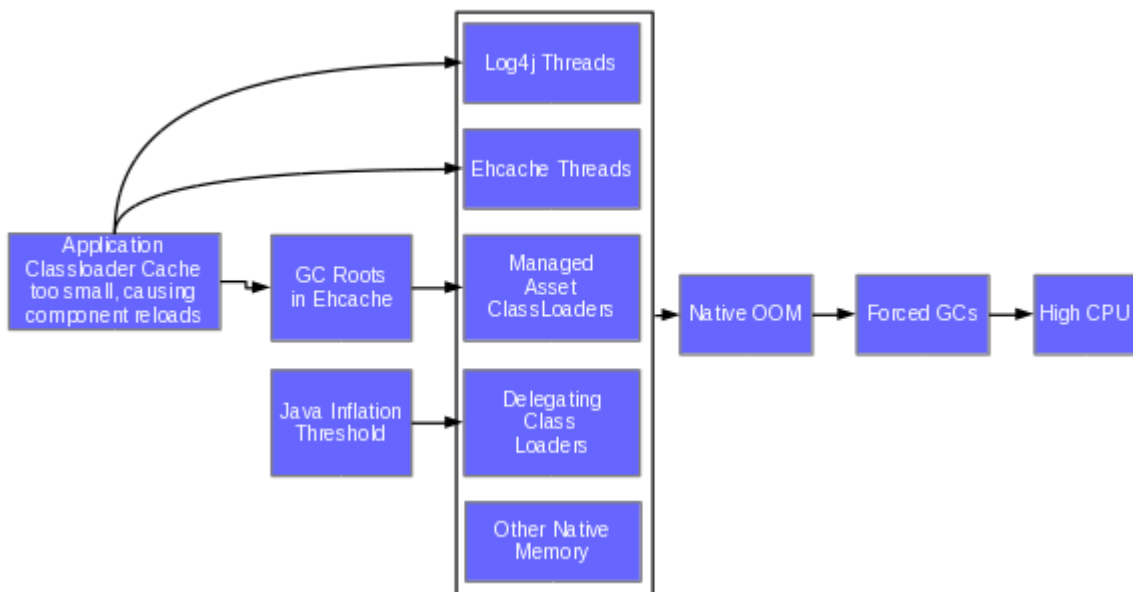 Log4j Threads
Ehcache Threads
Application
Classloader Cache
too small, causing
component reloads
GC Roots
in Ehcache
Managed
Asset
ClassLoaders
Native OOM
Forced GCs
High CPU
Java Inflation
Threshold
Delegating
Class
Loaders
Other Native
Memory